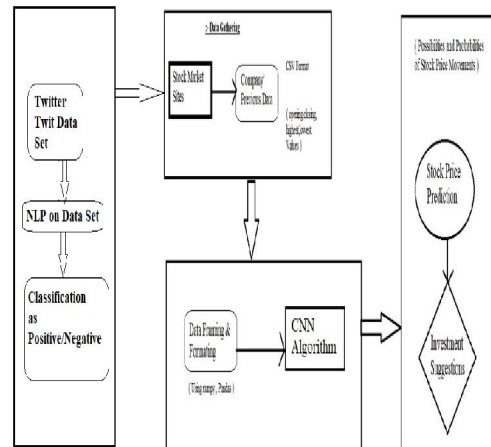 Twitter
Twit Data
Set
NLP on Data Set
Classification
as
Positive/Negative
:- Data Gathering
Stock Market
Sites
Company/
Previous Data
CSV Format
( opening,closing,
highest,lowest
Values )
Data Framing &
Formating
( Using numpy , Pandas )
CNN
Algorithm
( Possibilities and Probabilities
of Stock Price Movements )
Stock Price
Prediction
Investment
Suggestions